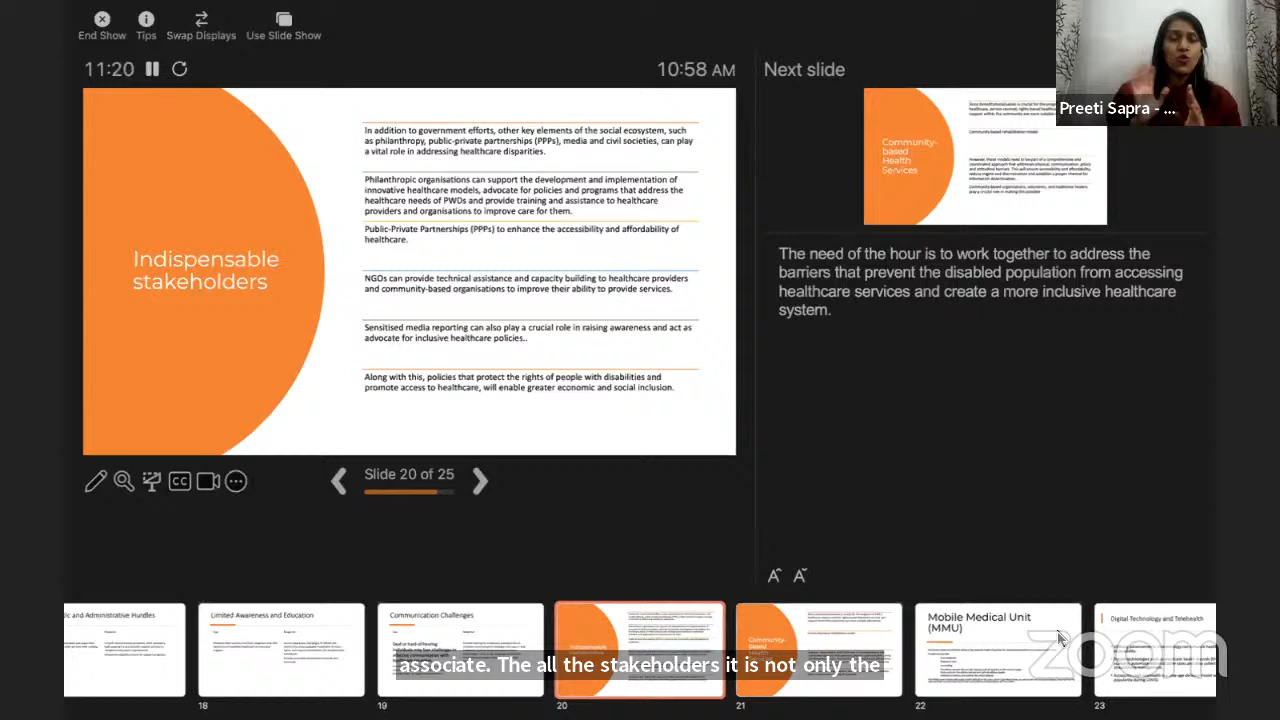 End Show
Tips
Swap Displays
Use Slide Show
11:20
10:58 AM
Next slide
Preeti Sapra - ...
Indispensable
stakeholders
In addition to government efforts, other key elements of the social ecosystem, such
as philanthropy, public-private partnerships (PPPs), media and civil societies, can play
a vital role in addressing healthcare disparities.
Philanthropic organisations can support the development and implementation of
innovative healthcare models, advocate for policies and programs that address the
healthcare needs of PWDs and provide training and assistance to healthcare
providers and organisations to improve care for them.
Public-Private Partnerships (PPPs) to enhance the accessibility and affordability of
healthcare.
NGOs can provide technical assistance and capacity building to healthcare providers
and community-based organisations to improve their ability to provide services.
Sensitised media reporting can also play a crucial role in raising awareness and act as
advocate for inclusive healthcare policies..
Along with this, policies that protect the rights of people with disabilities and
promote access to healthcare, will enable greater economic and social inclusion.
Community-
based
Health
Services
Community-based rehabilitation model
The need of the hour is to work together to address the
barriers that prevent the disabled population from accessing
healthcare services and create a more inclusive healthcare
system.
CC
Slide 20 of 25
A A
ic and Administrative Hurdles
Limited Awareness and Education
Communication Challenges
Mobile Medical Unit
(MMU)
Digital Technology and Telehealth
associate. The all the stakeholders it is not only the
zoom
18
19
20
21
22
23